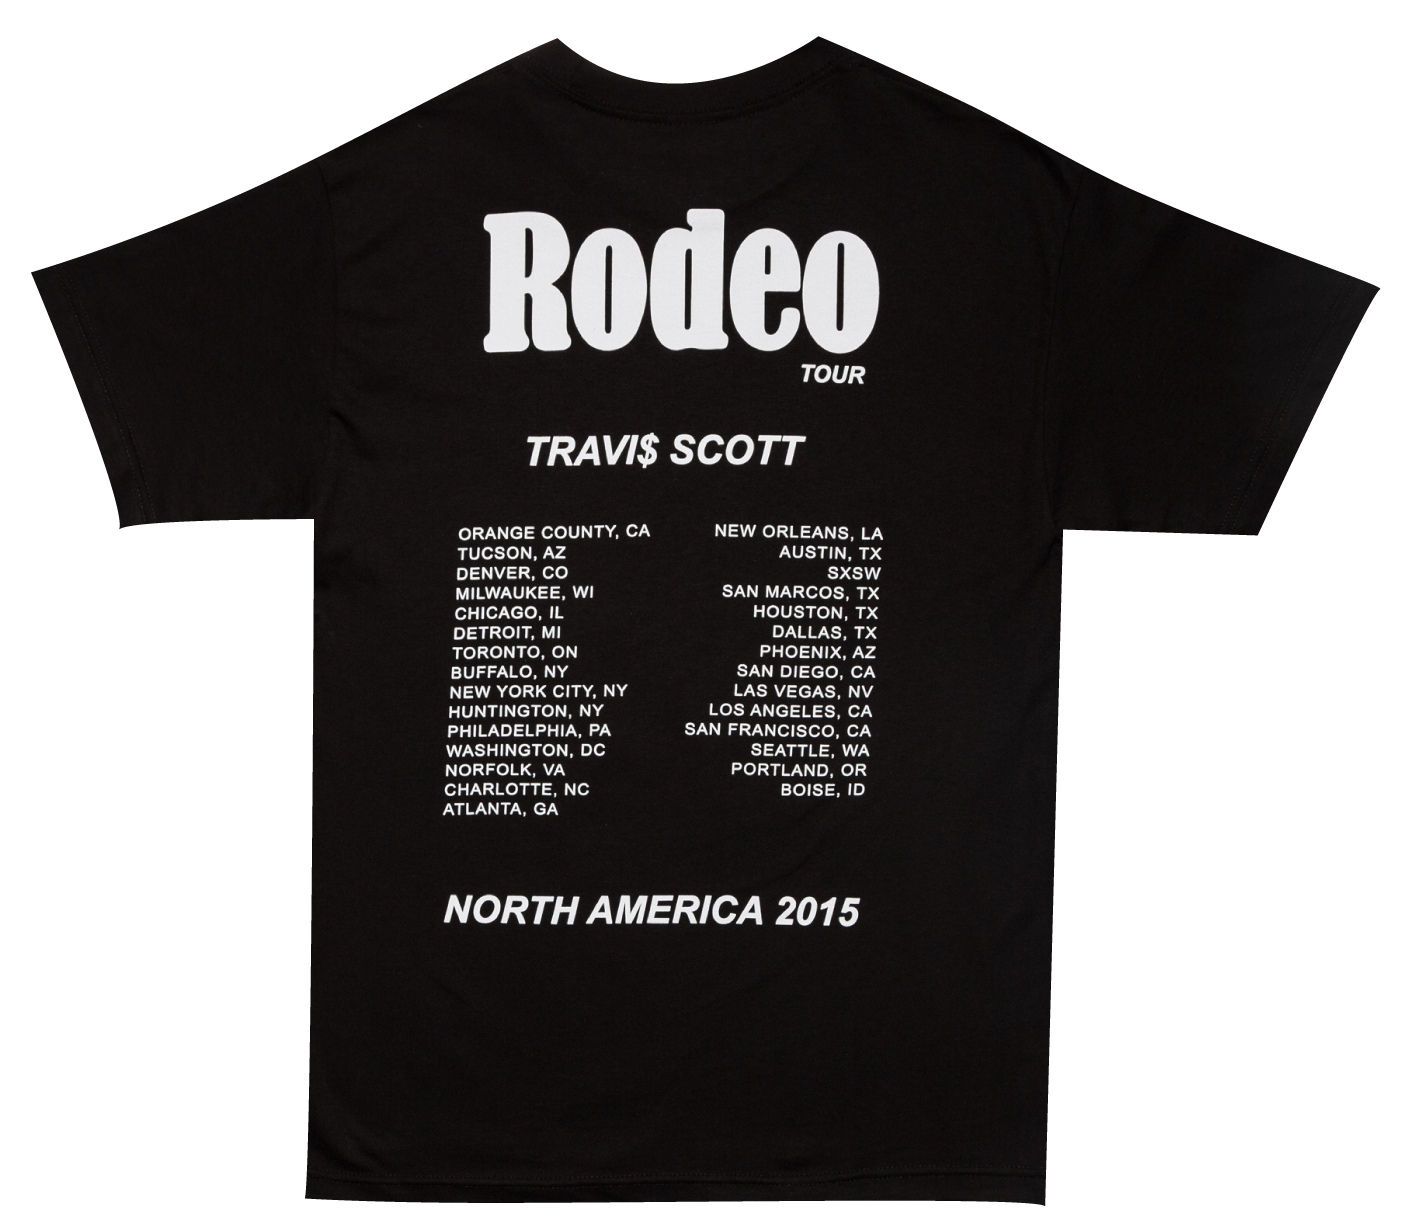 Rodeo
TOUR
TRAVI$ SCOTT
ORANGE COUNTY, CA
TUCSON, AZ
DENVER, CO
MILWAUKEE, WI
CHICAGO, IL
DETROIT, MI
TORONTO, ON
BUFFALO, NY
NEW YORK CITY, NY
HUNTINGTON, NY
PHILADELPHIA, PA
WASHINGTON, DC
NORFOLK, VA
CHARLOTTE, NC
ATLANTA, GA
NEW ORLEANS, LA
AUSTIN, TX
SXSW
SAN MARCOS, TX
HOUSTON, TX
DALLAS, TX
PHOENIX, AZ
SAN DIEGO, CA
LAS VEGAS, NV
LOS ANGELES, CA
SAN FRANCISCO, CA
SEATTLE, WA
PORTLAND, OR
BOISE, ID
NORTH AMERICA 2015